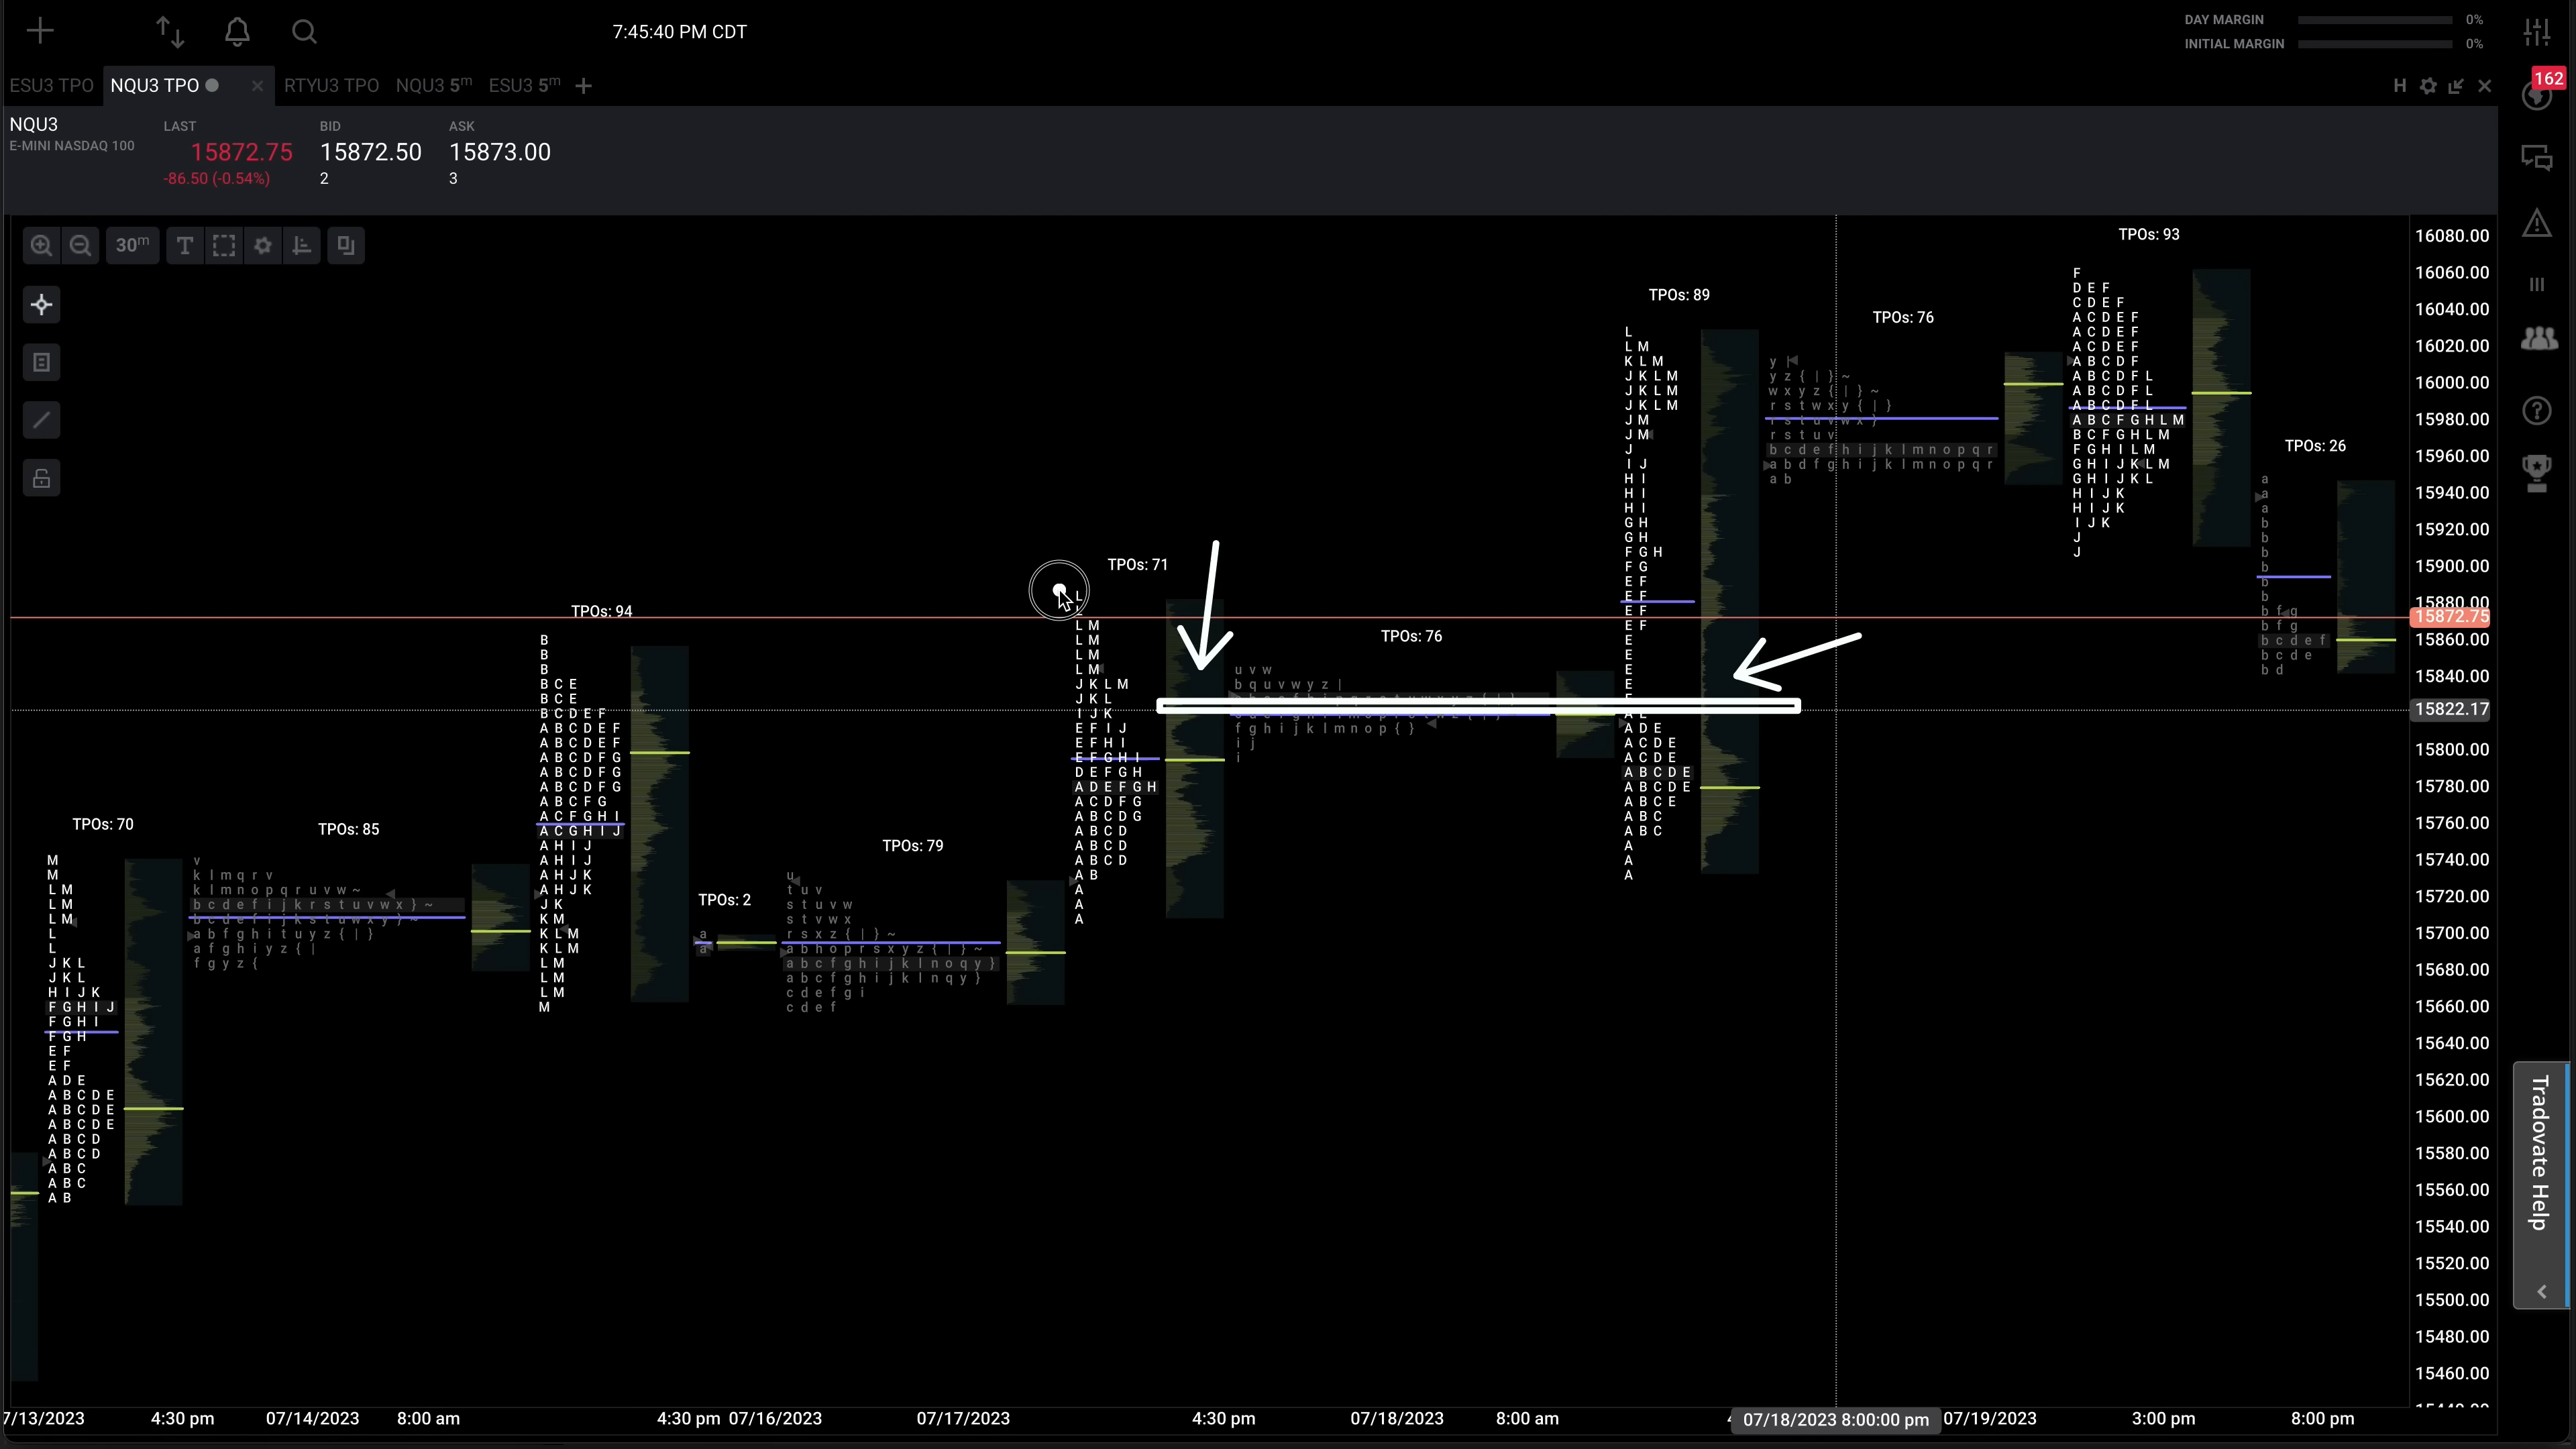 7:45:40 PM CDT
DAY MARGIN 0%
INITIAL MARGIN 0%
162
ESU3 TPO NQU3 TPO RTYU3 TPO NQU3 5m ESU3 5m
H
NQU3
E-MINI NASDAQ 100
LAST BID ASK
15872.75 15872.50 15873.00
-86.50 (-0.54%) 2 3
30m T
TPOs: 70
M
M
L M
L M
L M
L
L
J K L
J K L
H I J K
F G H I J
F G H I
F G H
E F
E F
A D E
A B C D E
A B C D E
A B C D E
A B C D
A B C D
A B C
A B C
A B
TPOs: 85
v
k l m q r v
k l m n o p q r u v w ~
b c d e f i j k r s t u v w x } ~
a b f g h i t u y z { | }
a f g h i y z { |
f g y z {
TPOs: 94
B
B
B
B C E
B C E
B C D E F
A B C D E F
A B C D E F
A B C D F G
A B C D F G
A B C D F G
A B C F G
A C F G H I
A C G H I J
A H I J
A H I J
A H J K
A H J K
J K
K M
K L M
K L M
L M
L M
L M
M
TPOs: 2
a
a
TPOs: 79
u
t u v
s t u v w
s t v w x
r s x z { | } ~
a b h o p r s x y z { | } ~
a b c f g h i j k l n o q y }
a b c f g h i j k l n q y }
c d e f g i
c d e f
TPOs: 71
L
L M
L M
L M
L M
J K L M
J K L
I J K
E F I J
E F H I
E F G H I
D E F G H
A D E F G H
A C D F G
A C D G
A B C D
A B C D
A B C D
A B
A
A
A
TPOs: 76
u v w
b q u v w y z |
f g h i j k l m n o p { }
i j
i
TPOs: 89
L
L M
K L M
J K L M
J K L M
J K L M
J M
J M
J
I J
H I
H I
H I
G H
G H
F G H
F G
E F
E F
E F
E F
E
E
E
E
A D E
A C D E
A C D E
A B C D E
A B C D E
A B C E
A B C
A B C
A
A
A
TPOs: 76
y |
y z { | } ~
w x y z { | } ~
r s t w x y { | }
r s t u v w x }
r s t u v
b c d e f h i j k l m n o p q r
a b d f g h i j k l m n o p q r
a b
TPOs: 93
F
D E F
C D E F
A C D E F
A C D E F
A C D E F
A B C D F
A B C D F L
A B C D F L
A B C D F L
A B C F G H L M
B C F G H L M
F G H I L M
G H I J K L M
G H I J K L
H I J K
H I J K
I J K
J
J
TPOs: 26
a
a
a
b
b
b
b
b
b
b f g
b f g
b c d e f
b c d e
b d
16080.00
16060.00
16040.00
16020.00
16000.00
15980.00
15960.00
15940.00
15920.00
15900.00
15880.00
15872.75
15860.00
15840.00
15822.17
15800.00
15780.00
15760.00
15740.00
15720.00
15700.00
15680.00
15660.00
15640.00
15620.00
15600.00
15580.00
15560.00
15540.00
15520.00
15500.00
15480.00
15460.00
Tradovate Help
7/13/2023 4:30 pm 07/14/2023 8:00 am 4:30 pm 07/16/2023 07/17/2023 4:30 pm 07/18/2023 8:00 am 07/18/2023 8:00:00 pm 07/19/2023 3:00 pm 8:00 pm